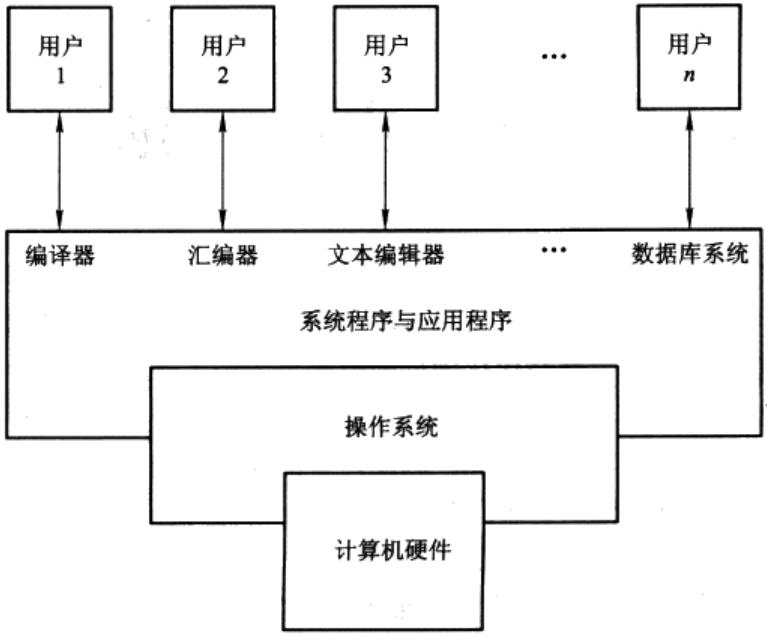 用户
1
用户
2
用户
3
…
用户
n
编译器 汇编器 文本编辑器 … 数据库系统
系统程序与应用程序
操作系统
计算机硬件